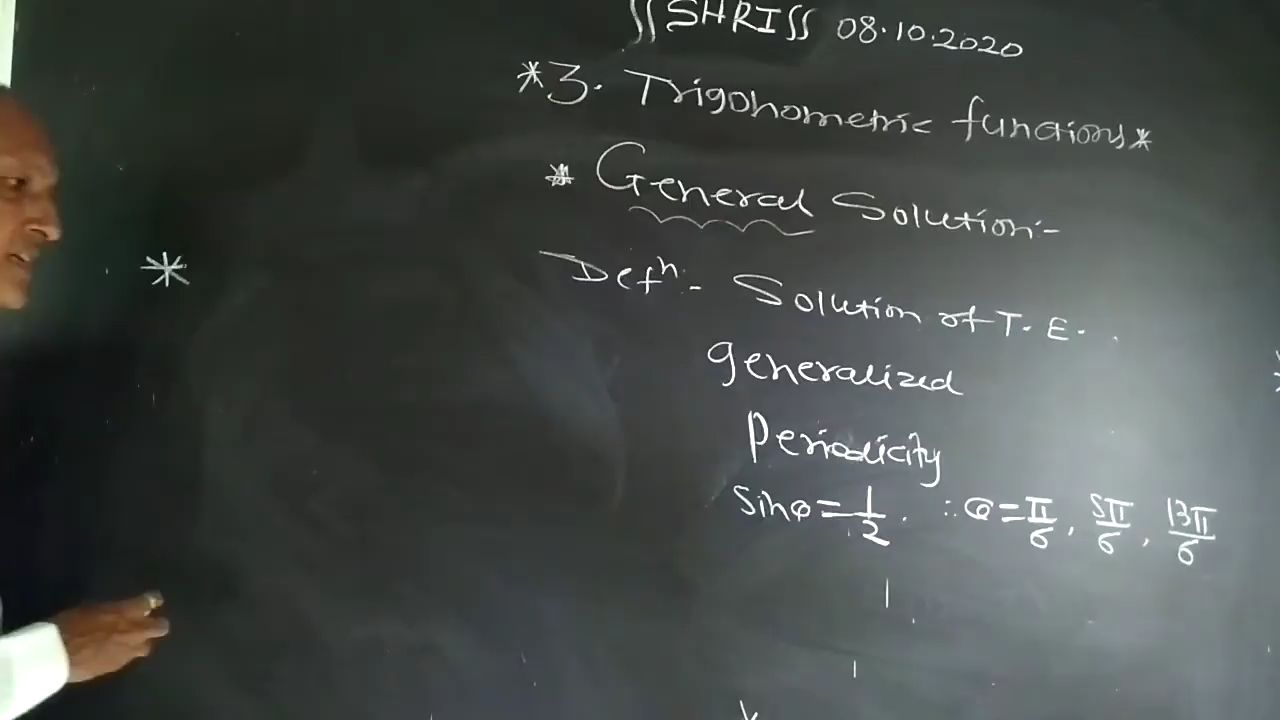 ∫∫ SHRI ∫∫ 08.10.2020
*3. Trigonometric functions*
* General Solution:-
Defⁿ:- Solution of T.E.
generalized
Periodicity
*
sinθ = 1/2. ∴ θ = π/6, 5π/6, 13π/6